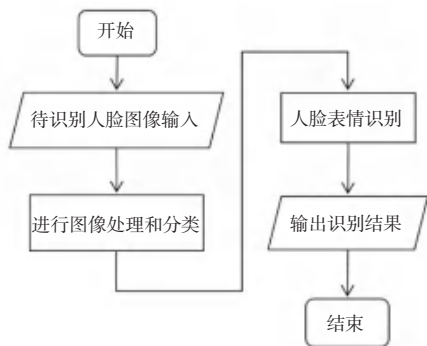 开始
待识别人脸图像输入
进行图像处理和分类
人脸表情识别
输出识别结果
结束